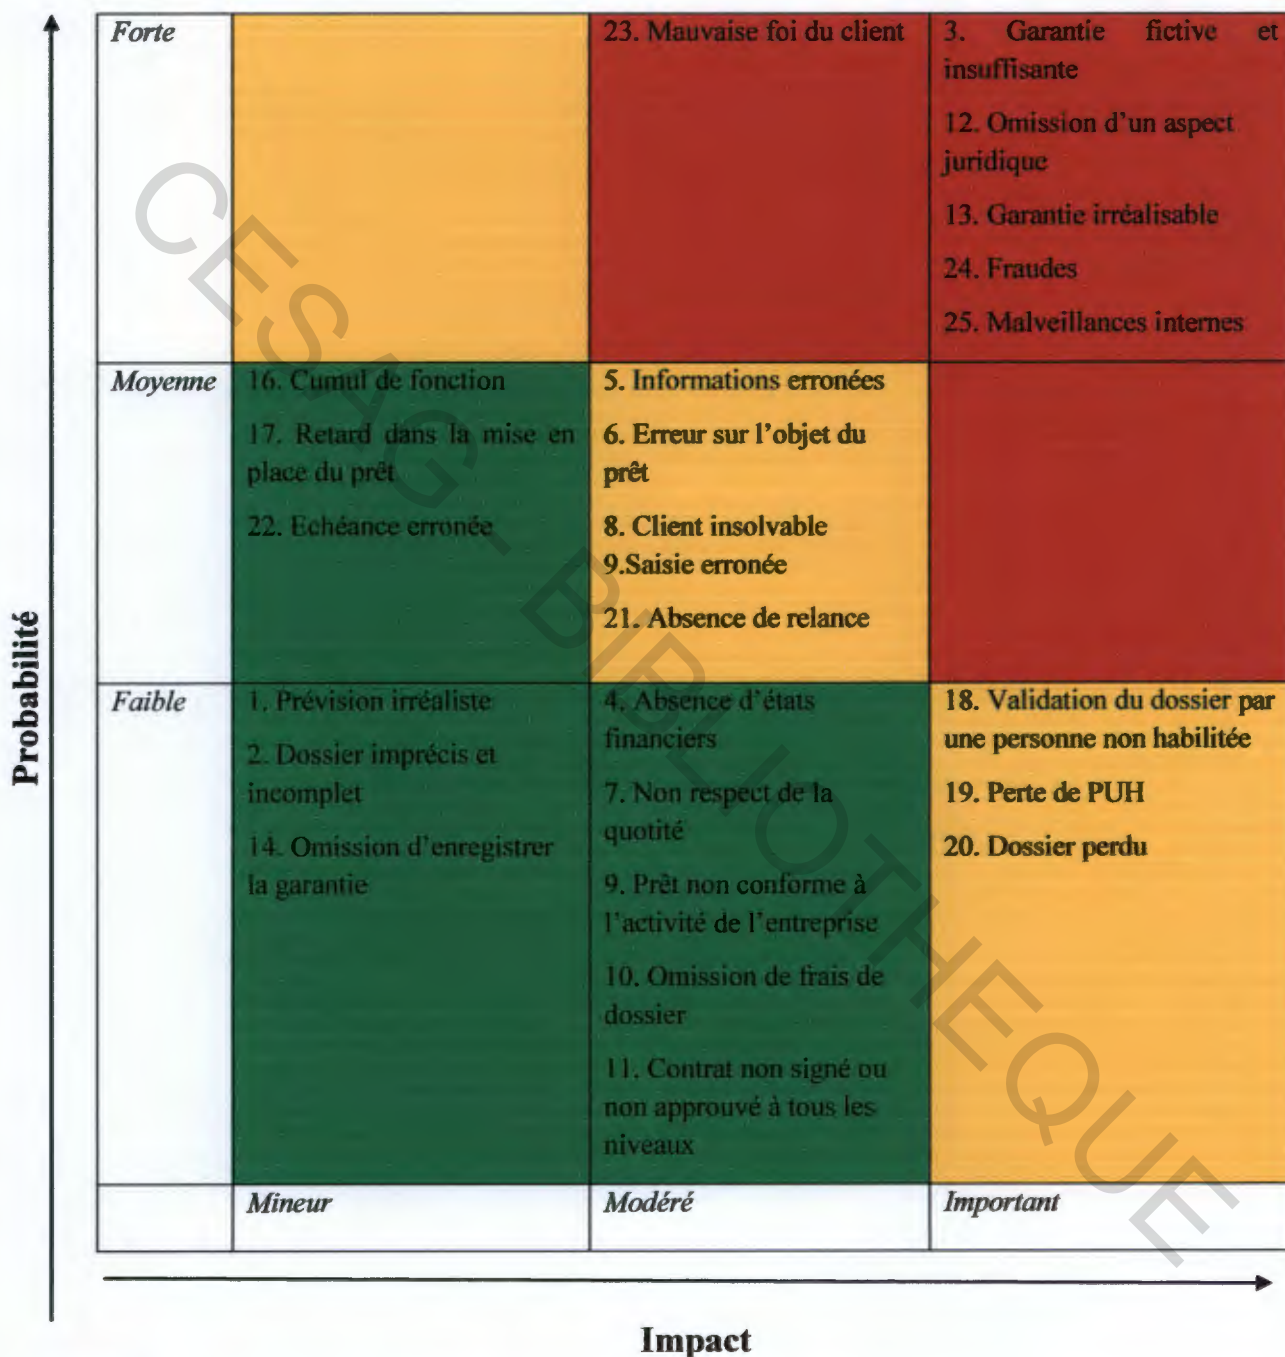 Forte
23. Mauvaise foi du client
3. Garantie fictive et
insuffisante
12. Omission d'un aspect
juridique
13. Garantie irréalisable
24. Fraudes
25. Malveillances internes
Moyenne
16. Cumul de fonction
17. Retard dans la mise en
place du prêt
22. Echéance erronée
5. Informations erronées
6. Erreur sur l'objet du
prêt
8. Client insolvable
9.Saisie erronée
21. Absence de relance
Faible
1. Prévision irréaliste
2. Dossier imprécis et
incomplet
14. Omission d'enregistrer
la garantie
4. Absence d'états
financiers
7. Non respect de la
quotité
9. Prêt non conforme à
l'activité de l'entreprise
10. Omission de frais de
dossier
11. Contrat non signé ou
non approuvé à tous les
niveaux
18. Validation du dossier par
une personne non habilitée
19. Perte de PUH
20. Dossier perdu
Mineur
Modéré
Important
Probabilité
Impact
CESAG - BIBLIOTHEQUE